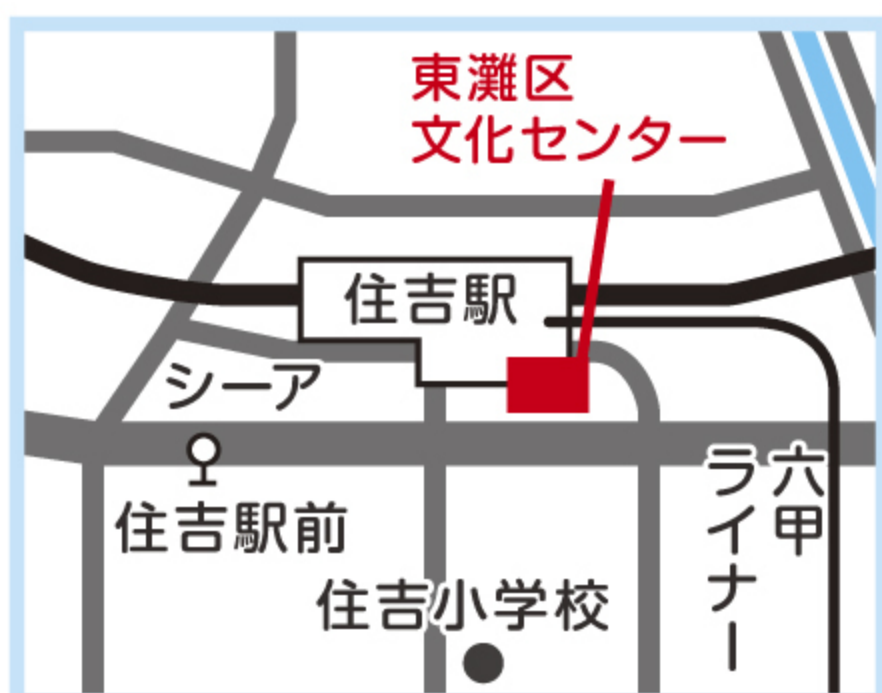 東灘区
文化センター
住吉駅
シーア
住吉駅前
六甲
ライナー
住吉小学校